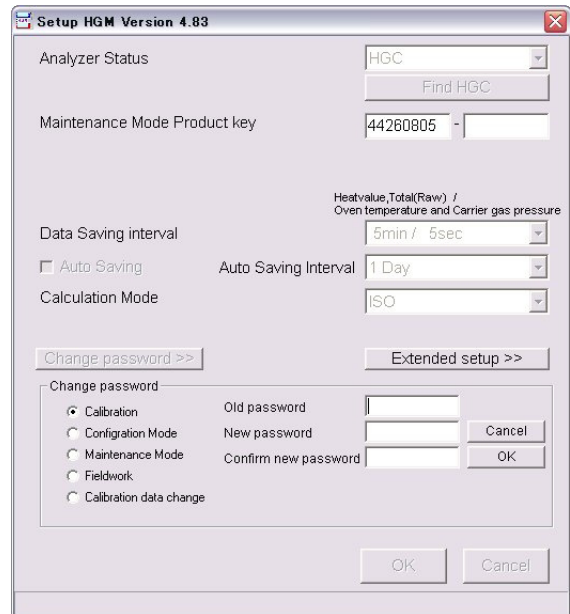 Setup HGM Version 4.83
Analyzer Status HGC
Find HGC
Maintenance Mode Product key 44260805 -
Heatvalue,Total(Raw) /
Oven temperature and Carrier gas pressure
Data Saving interval 5min / 5sec
Auto Saving Auto Saving Interval 1 Day
Calculation Mode ISO
Change password >> Extended setup >>
Change password
Calibration Old password
Configration Mode New password Cancel
Maintenance Mode Confirm new password OK
Fieldwork
Calibration data change
OK Cancel